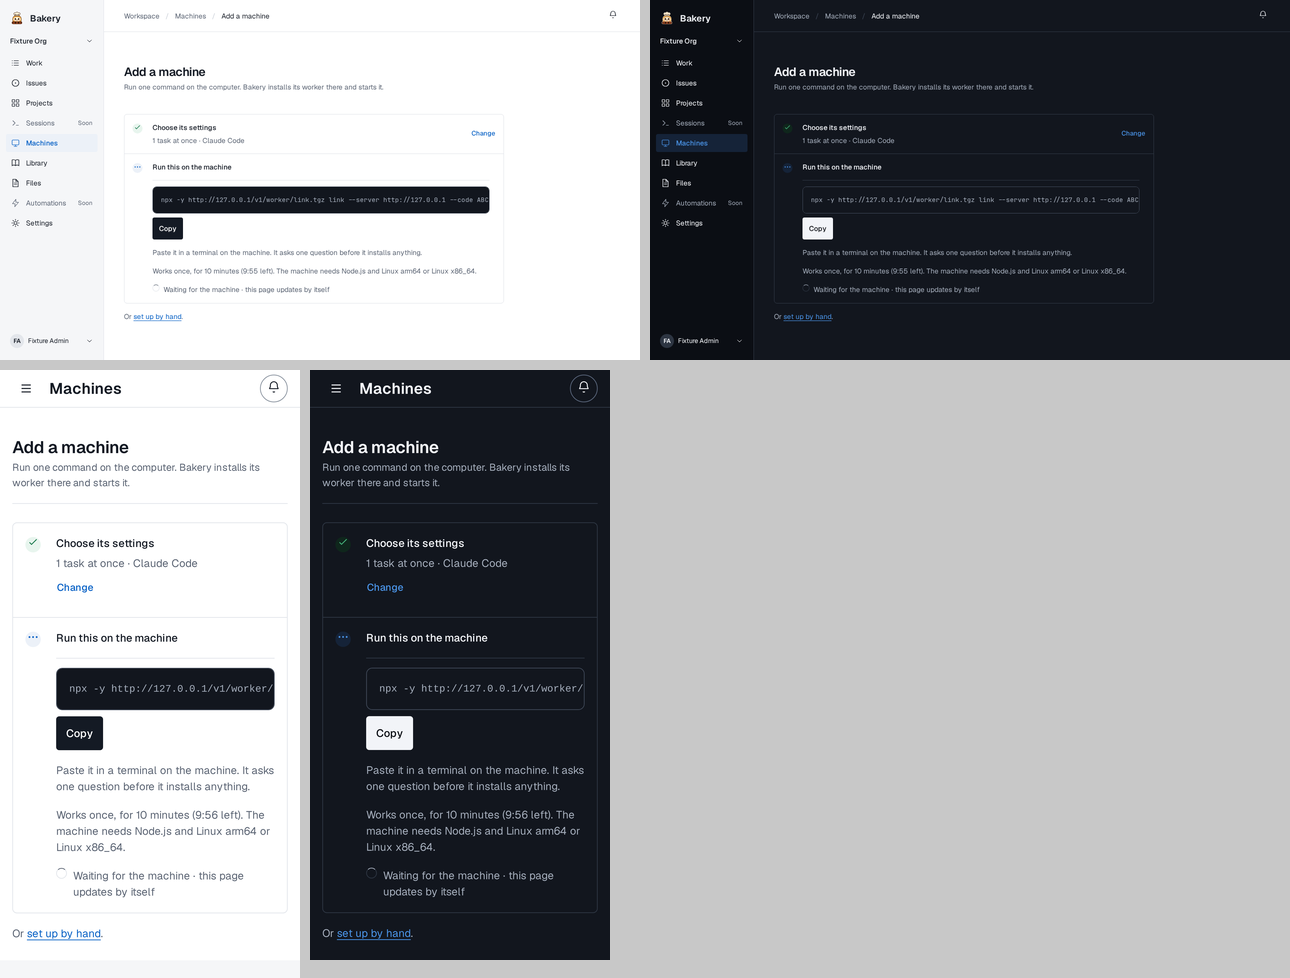 Bakery
Fixture Org
Work
Issues
Projects
Sessions Soon
Machines
Library
Files
Automations Soon
Settings
FA Fixture Admin
Workspace / Machines / Add a machine
Add a machine
Run one command on the computer. Bakery installs its worker there and starts it.
Choose its settings
1 task at once · Claude Code
Change
Run this on the machine
npx -y http://127.0.0.1/v1/worker/link.tgz link --server http://127.0.0.1 --code ABC
Copy
Paste it in a terminal on the machine. It asks one question before it installs anything.
Works once, for 10 minutes (9:55 left). The machine needs Node.js and Linux arm64 or Linux x86_64.
Waiting for the machine · this page updates by itself
Or set up by hand.
Bakery
Fixture Org
Work
Issues
Projects
Sessions Soon
Machines
Library
Files
Automations Soon
Settings
FA Fixture Admin
Workspace / Machines / Add a machine
Add a machine
Run one command on the computer. Bakery installs its worker there and starts it.
Choose its settings
1 task at once · Claude Code
Change
Run this on the machine
npx -y http://127.0.0.1/v1/worker/link.tgz link --server http://127.0.0.1 --code ABC
Copy
Paste it in a terminal on the machine. It asks one question before it installs anything.
Works once, for 10 minutes (9:55 left). The machine needs Node.js and Linux arm64 or Linux x86_64.
Waiting for the machine · this page updates by itself
Or set up by hand.
Machines
Add a machine
Run one command on the computer. Bakery installs its
worker there and starts it.
Choose its settings
1 task at once · Claude Code
Change
Run this on the machine
npx -y http://127.0.0.1/v1/worker/
Copy
Paste it in a terminal on the machine. It asks
one question before it installs anything.
Works once, for 10 minutes (9:56 left). The
machine needs Node.js and Linux arm64 or
Linux x86_64.
Waiting for the machine · this page
updates by itself
Or set up by hand.
Machines
Add a machine
Run one command on the computer. Bakery installs its
worker there and starts it.
Choose its settings
1 task at once · Claude Code
Change
Run this on the machine
npx -y http://127.0.0.1/v1/worker/
Copy
Paste it in a terminal on the machine. It asks
one question before it installs anything.
Works once, for 10 minutes (9:56 left). The
machine needs Node.js and Linux arm64 or
Linux x86_64.
Waiting for the machine · this page
updates by itself
Or set up by hand.